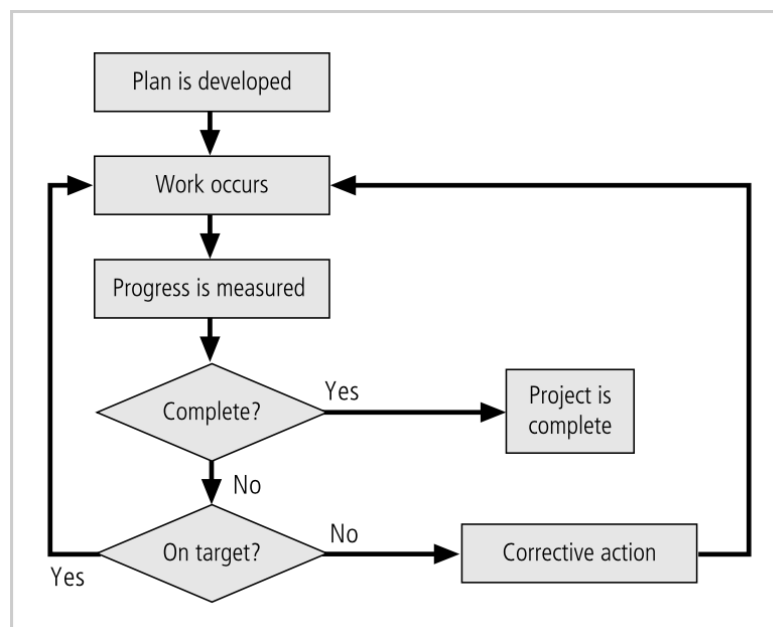 Plan is developed
Work occurs
Progress is measured
Complete?
Yes
Project is
complete
No
On target?
No
Corrective action
Yes